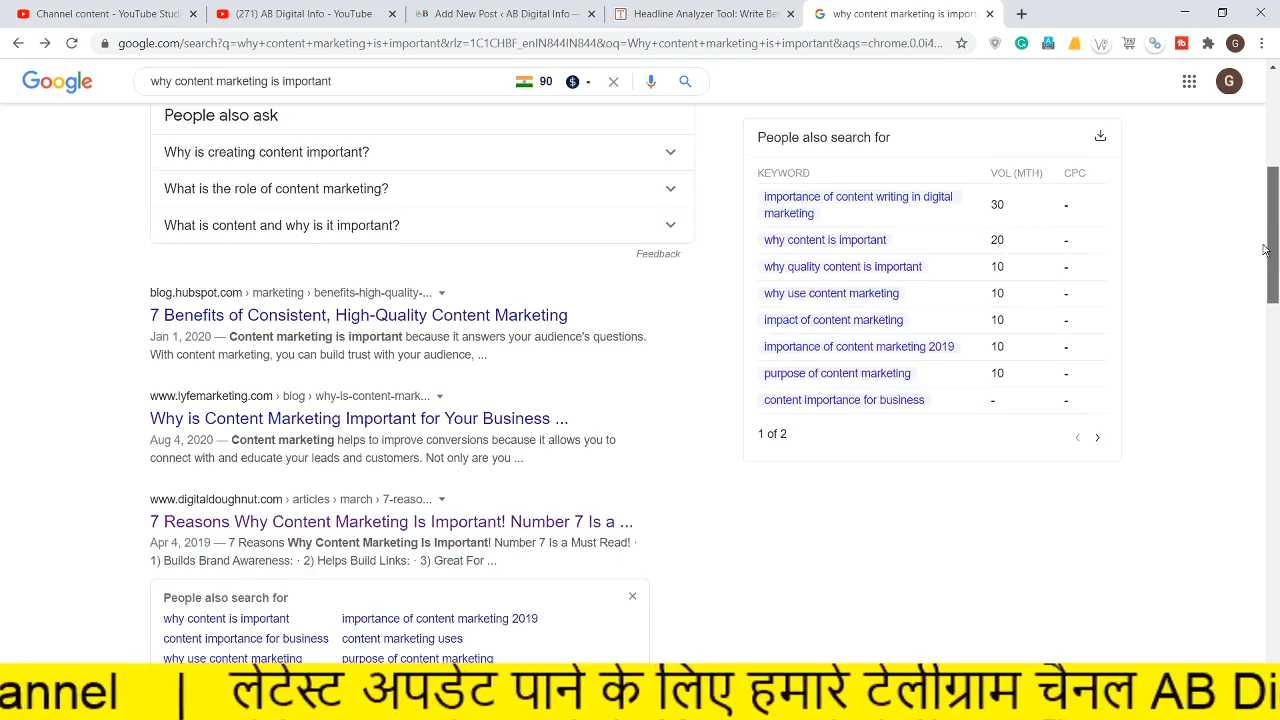 Channel content - YouTube Studi
(271) AB Digital Info - YouTube
Add New Post ‹ AB Digital Info —
Headline Analyzer Tool: Write Be
why content marketing is impor
google.com/search?q=why+content+marketing+is+important&rlz=1C1CHBF_enIN844IN844&oq=Why+content+marketing+is+important&aqs=chrome.0.0i4...
Google
why content marketing is important
90
G
People also ask
Why is creating content important?
What is the role of content marketing?
What is content and why is it important?
Feedback
blog.hubspot.com › marketing › benefits-high-quality-...
7 Benefits of Consistent, High-Quality Content Marketing
Jan 1, 2020 — Content marketing is important because it answers your audience's questions.
With content marketing, you can build trust with your audience, ...
www.lyfemarketing.com › blog › why-is-content-mark...
Why is Content Marketing Important for Your Business ...
Aug 4, 2020 — Content marketing helps to improve conversions because it allows you to
connect with and educate your leads and customers. Not only are you ...
www.digitaldoughnut.com › articles › march › 7-reaso...
7 Reasons Why Content Marketing Is Important! Number 7 Is a ...
Apr 4, 2019 — 7 Reasons Why Content Marketing Is Important! Number 7 Is a Must Read! ·
1) Builds Brand Awareness: · 2) Helps Build Links: · 3) Great For ...
People also search for
why content is important importance of content marketing 2019
content importance for business content marketing uses
why use content marketing purpose of content marketing
People also search for
KEYWORD VOL (MTH) CPC
importance of content writing in digital
marketing 30 -
why content is important 20 -
why quality content is important 10 -
why use content marketing 10 -
impact of content marketing 10 -
importance of content marketing 2019 10 -
purpose of content marketing 10 -
content importance for business - -
1 of 2
annel | लेटेस्ट अपडेट पाने के लिए हमारे टेलीग्राम चैनल AB Di